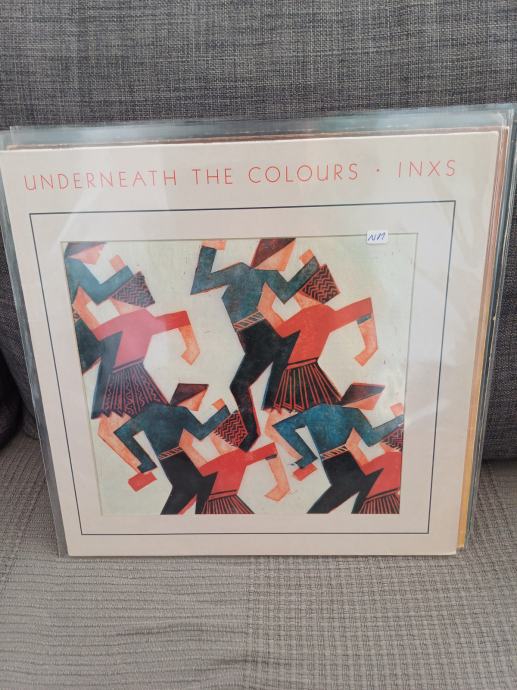 UNDERNEATH THE COLOURS · INXS
NM